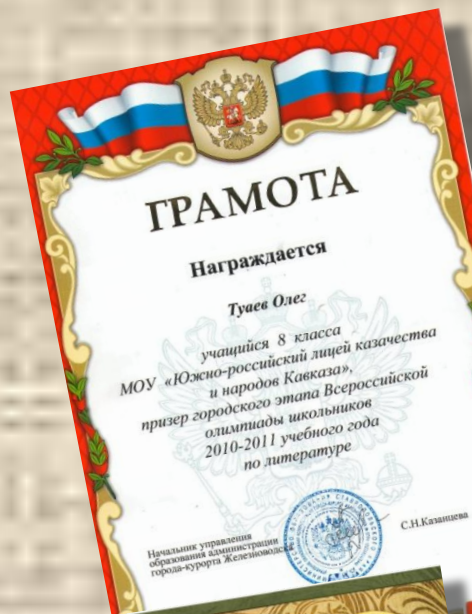 ГРАМОТА
Награждается
Туаев Олег
учащийся 8 класса
МОУ «Южно-российский лицей казачества
и народов Кавказа»,
призер городского этапа Всероссийской
олимпиады школьников
2010-2011 учебного года
по литературе
Начальник управления
образования администрации
города-курорта Железноводска
С.Н.Казанцева